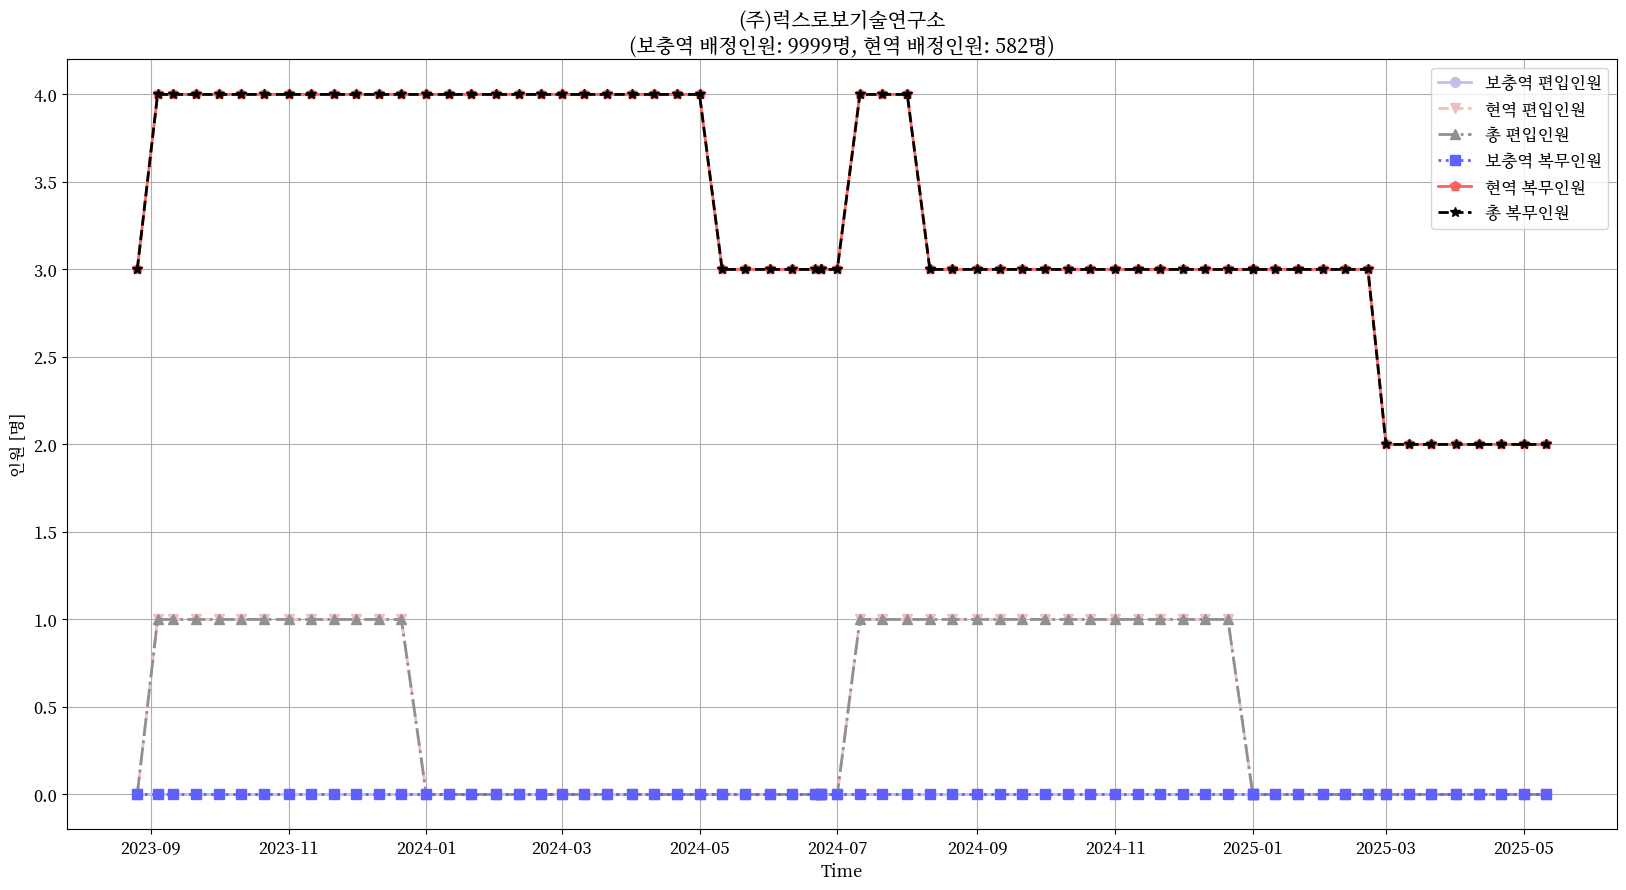 (주)럭스로보기술연구소
(보충역 배정인원: 9999명, 현역 배정인원: 582명)
보충역 편입인원
현역 편입인원
총 편입인원
보충역 복무인원
현역 복무인원
총 복무인원
인원 [명]
4.0
3.5
3.0
2.5
2.0
1.5
1.0
0.5
0.0
2023-09 2023-11 2024-01 2024-03 2024-05 2024-07 2024-09 2024-11 2025-01 2025-03 2025-05
Time